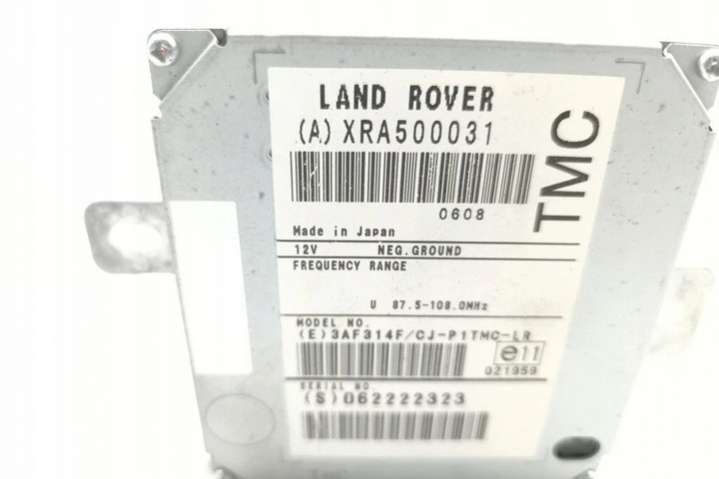 LAND ROVER
(A) XRA500031
TMC
0608
Made in Japan
12V NEG.GROUND
FREQUENCY RANGE
U 87.5-108.0MHz
MODEL NO.
(E)3AF314F/CJ-P1TMC-LR
e11
021959
SERIAL NO.
(S)062222323